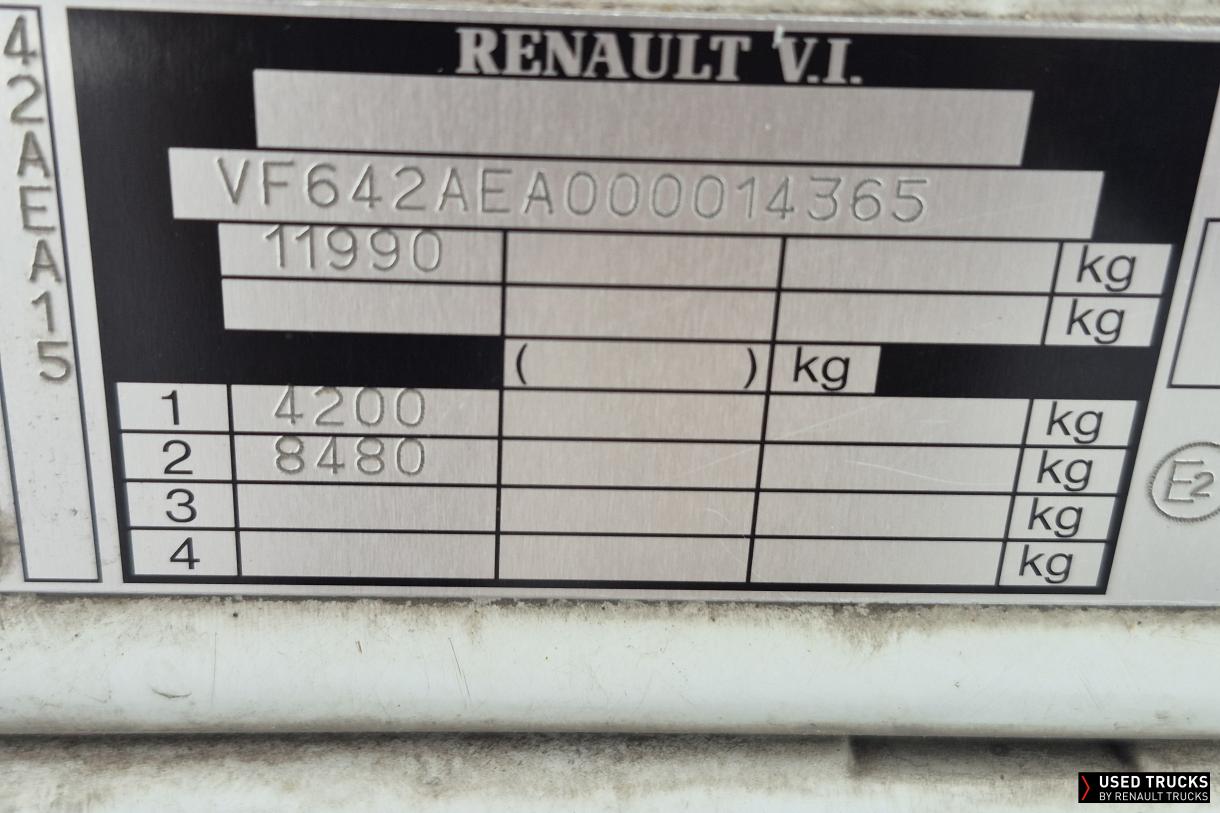 42AEA15
RENAULT V.I.
VF642AEA000014365
11990 kg
kg
( ) kg
1 4200 kg
2 8480 kg
3 kg
4 kg
E2
USED TRUCKS
BY RENAULT TRUCKS